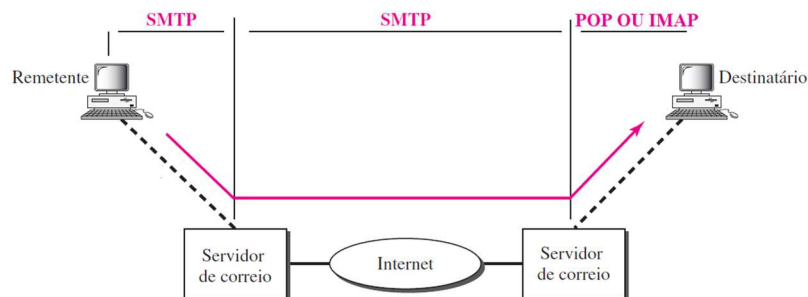 SMTP
SMTP
POP OU IMAP
Remetente
Destinatário
Servidor
de correio
Internet
Servidor
de correio